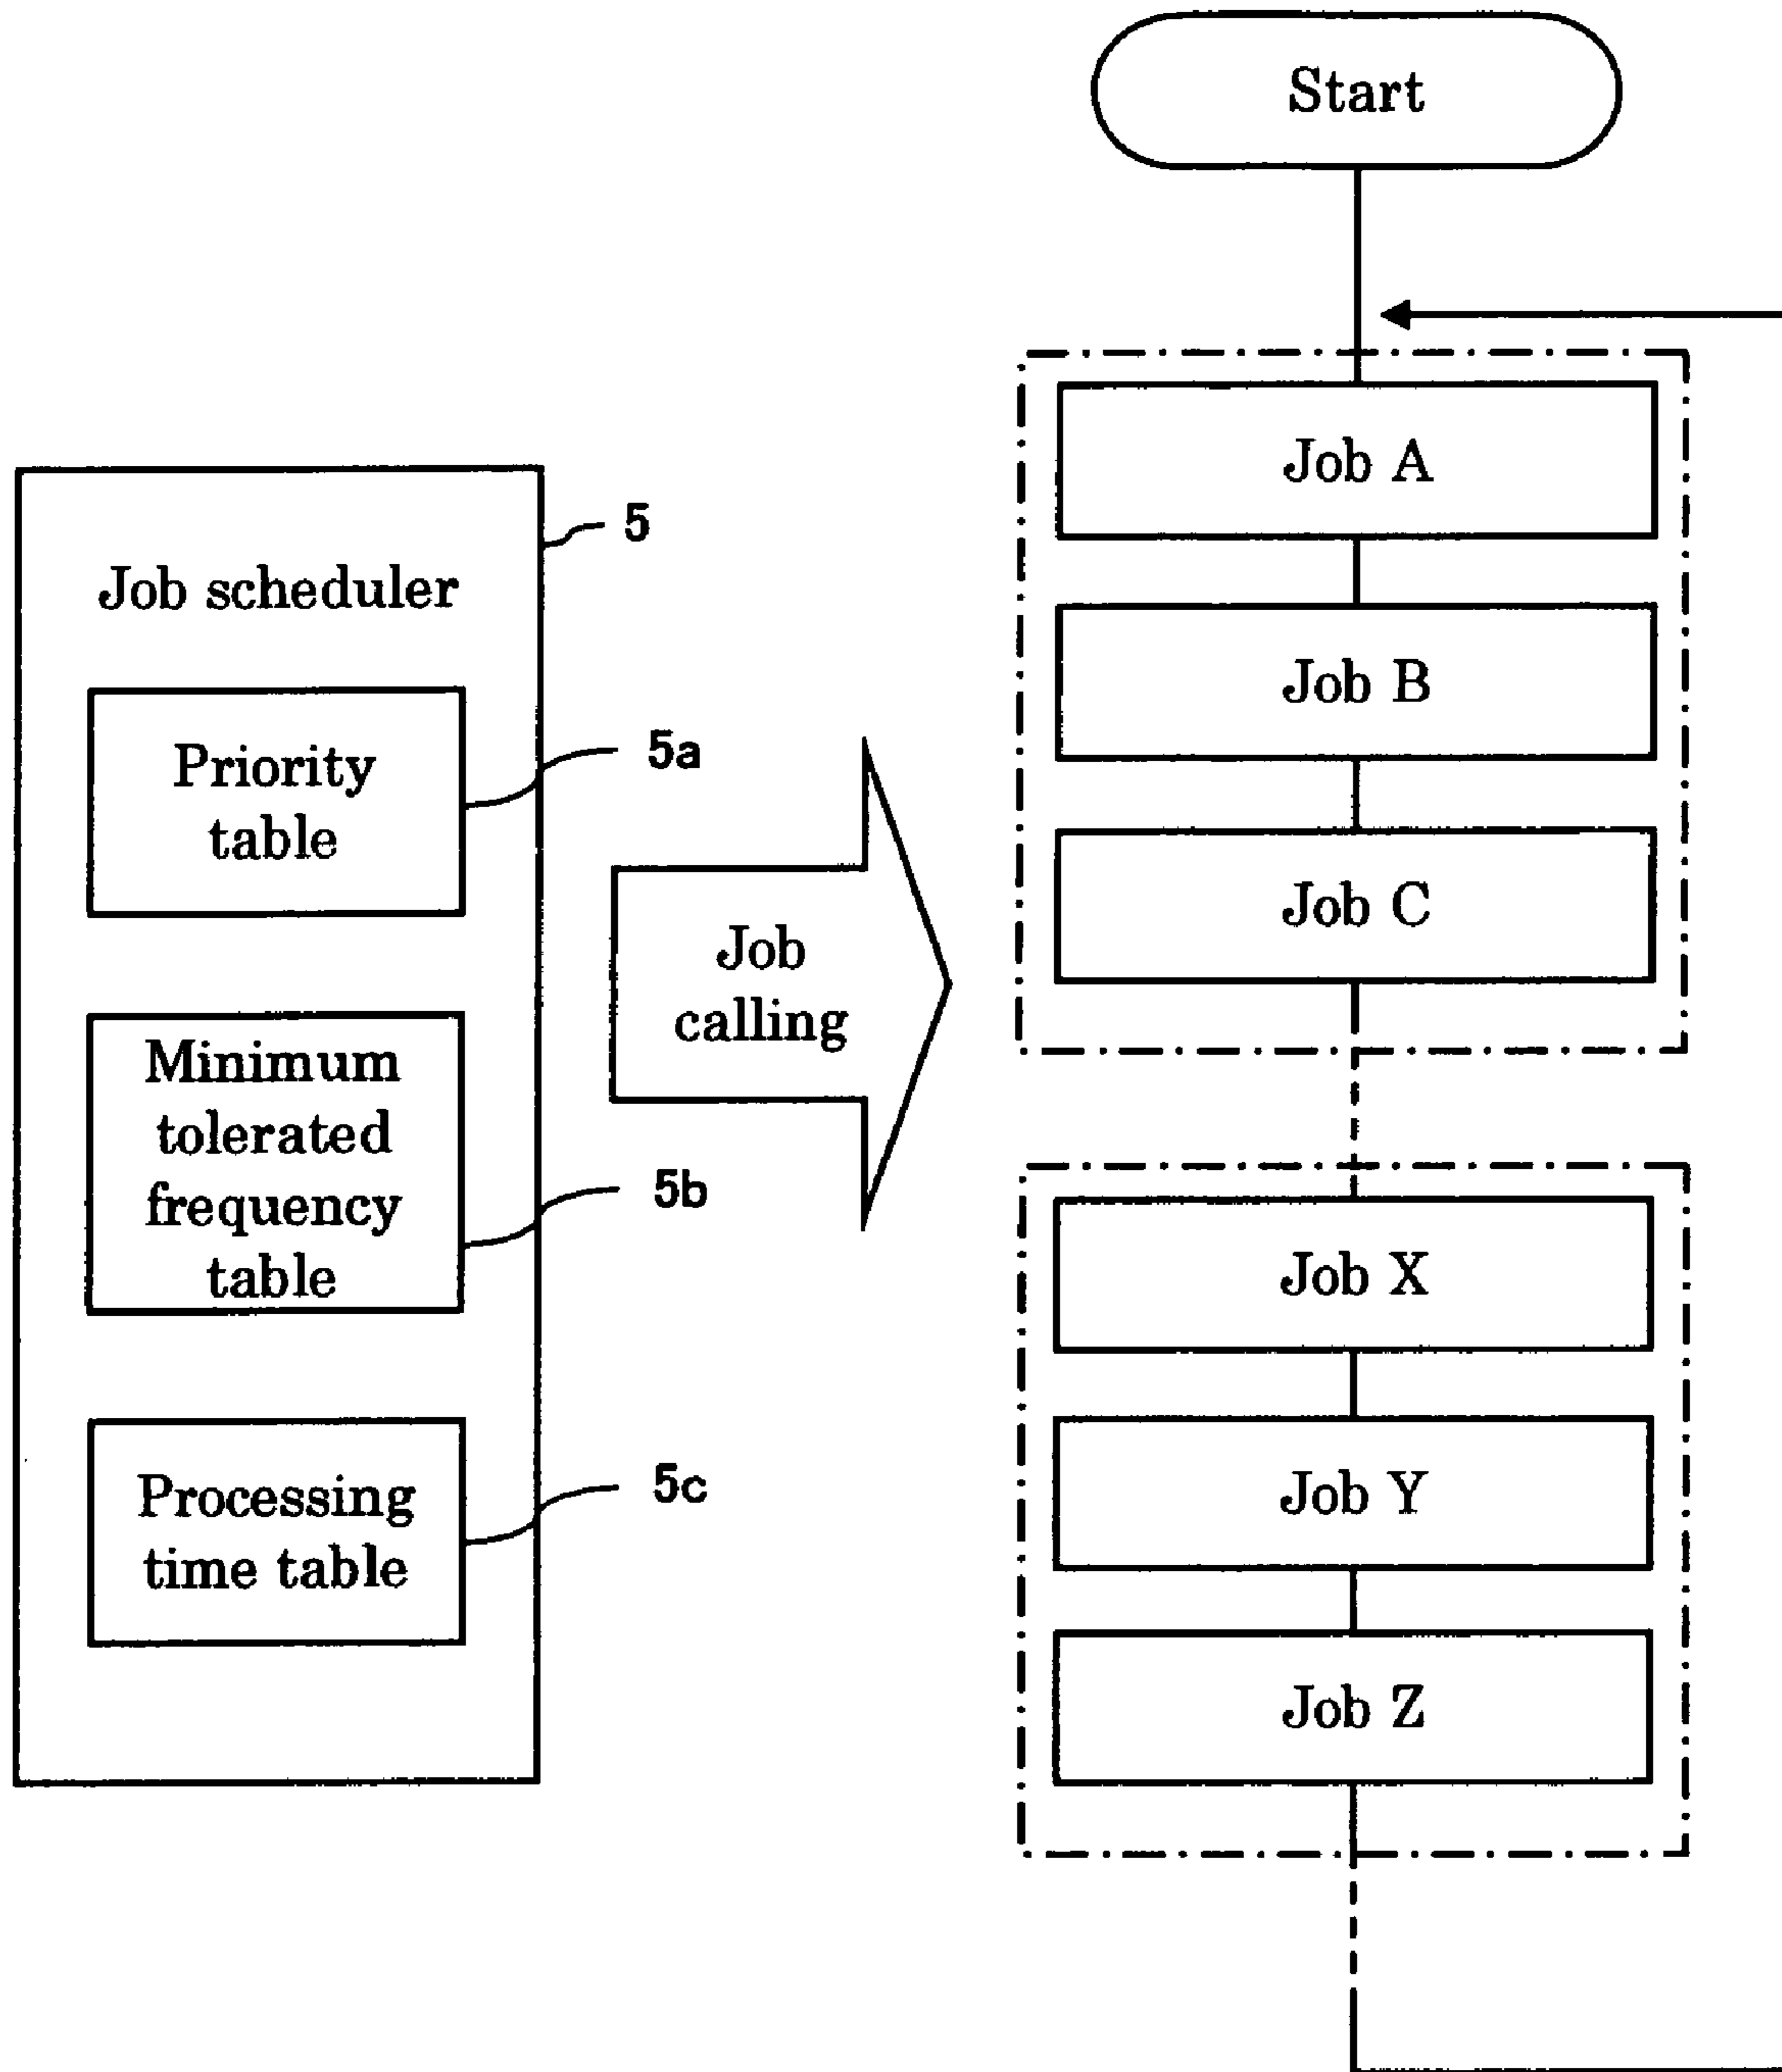 Start
Job A
Job B
Job C
Job X
Job Y
Job Z
5
Job scheduler
Priority
table
5a
Minimum
tolerated
frequency
table
5b
Processing
time table
5c
Job
calling